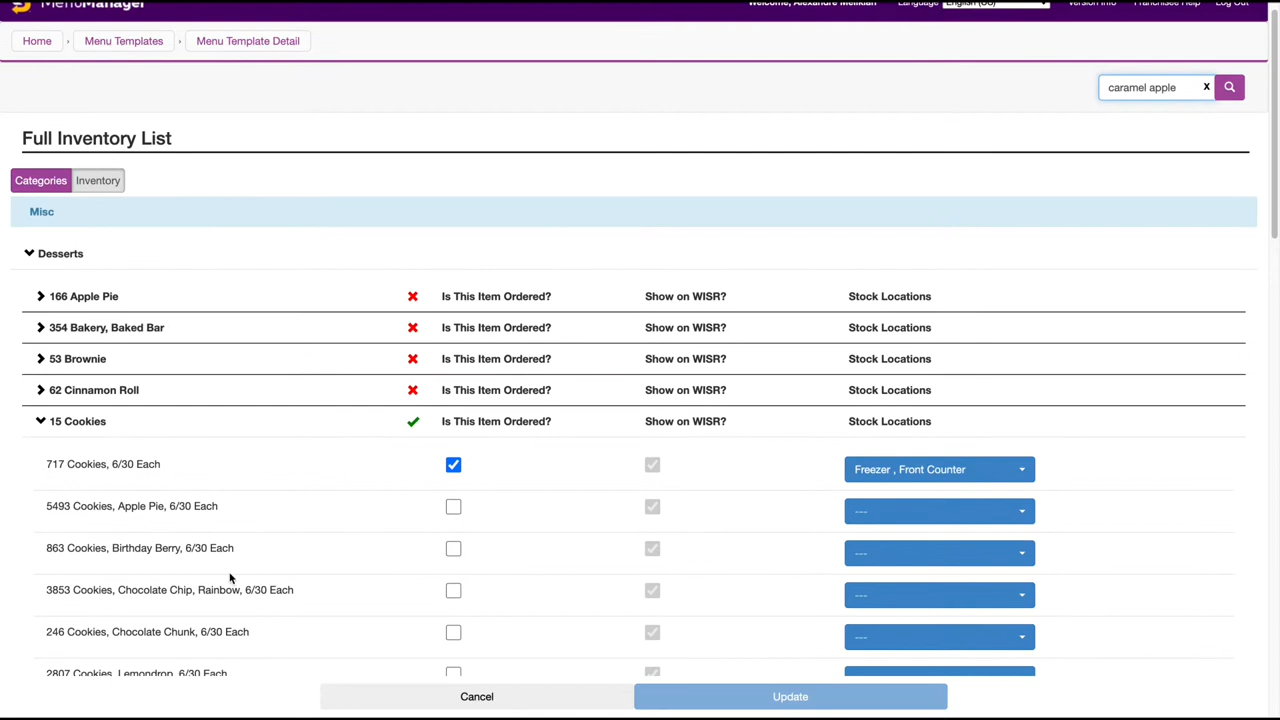 MenuManager
Welcome, Alexandre Melikian Language English (US) Version Info Franchisee Help Log Out
Home › Menu Templates › Menu Template Detail
caramel apple x
Full Inventory List
Categories Inventory
Misc
Desserts
166 Apple Pie Is This Item Ordered? Show on WISR? Stock Locations
354 Bakery, Baked Bar Is This Item Ordered? Show on WISR? Stock Locations
53 Brownie Is This Item Ordered? Show on WISR? Stock Locations
62 Cinnamon Roll Is This Item Ordered? Show on WISR? Stock Locations
15 Cookies Is This Item Ordered? Show on WISR? Stock Locations
717 Cookies, 6/30 Each Freezer , Front Counter
5493 Cookies, Apple Pie, 6/30 Each ---
863 Cookies, Birthday Berry, 6/30 Each ---
3853 Cookies, Chocolate Chip, Rainbow, 6/30 Each ---
246 Cookies, Chocolate Chunk, 6/30 Each ---
2807 Cookies, Lemondrop, 6/30 Each
Cancel Update